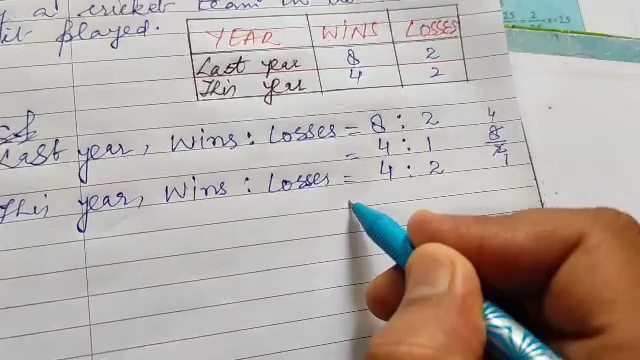 a cricket team in
it played.
YEAR WINS LOSSES
Last year 8 2
This year 4 2
Last year, Wins : Losses = 8 : 2
= 4 : 1
This year, Wins : Losses = 4 : 2
4
8
2
1